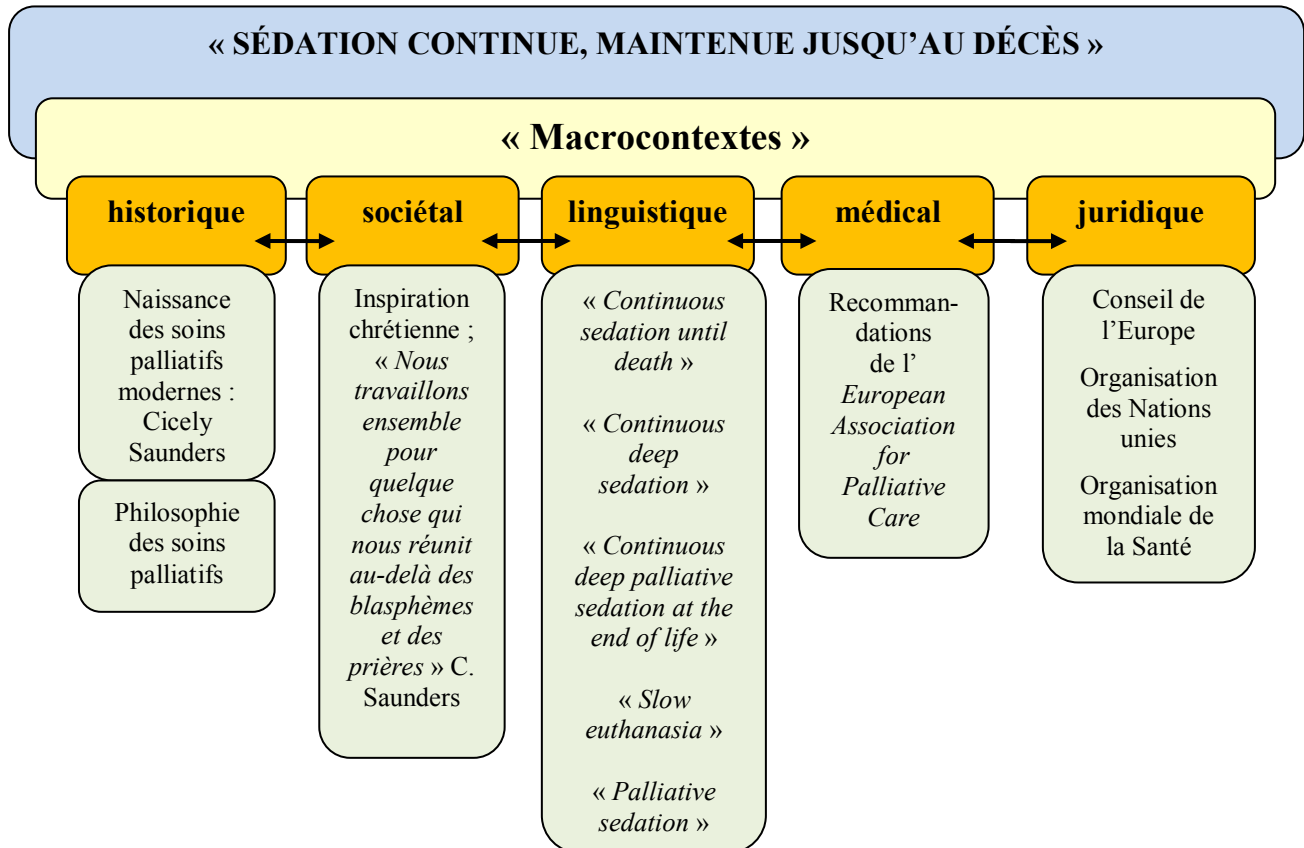 « SÉDATION CONTINUE, MAINTENUE JUSQU’AU DÉCÈS »
« Macrocontextes »
historique
sociétal
linguistique
médical
juridique
Naissance
des soins
palliatifs
modernes :
Cicely
Saunders
Philosophie
des soins
palliatifs
Inspiration
chrétienne ;
« Nous
travaillons
ensemble
pour
quelque
chose qui
nous réunit
au-delà des
blasphèmes
et des
prières » C.
Saunders
« Continuous
sedation until
death »
« Continuous
deep
sedation »
« Continuous
deep palliative
sedation at the
end of life »
« Slow
euthanasia »
« Palliative
sedation »
Recomman-
dations
de l’
European
Association
for
Palliative
Care
Conseil de
l’Europe
Organisation
des Nations
unies
Organisation
mondiale de
la Santé